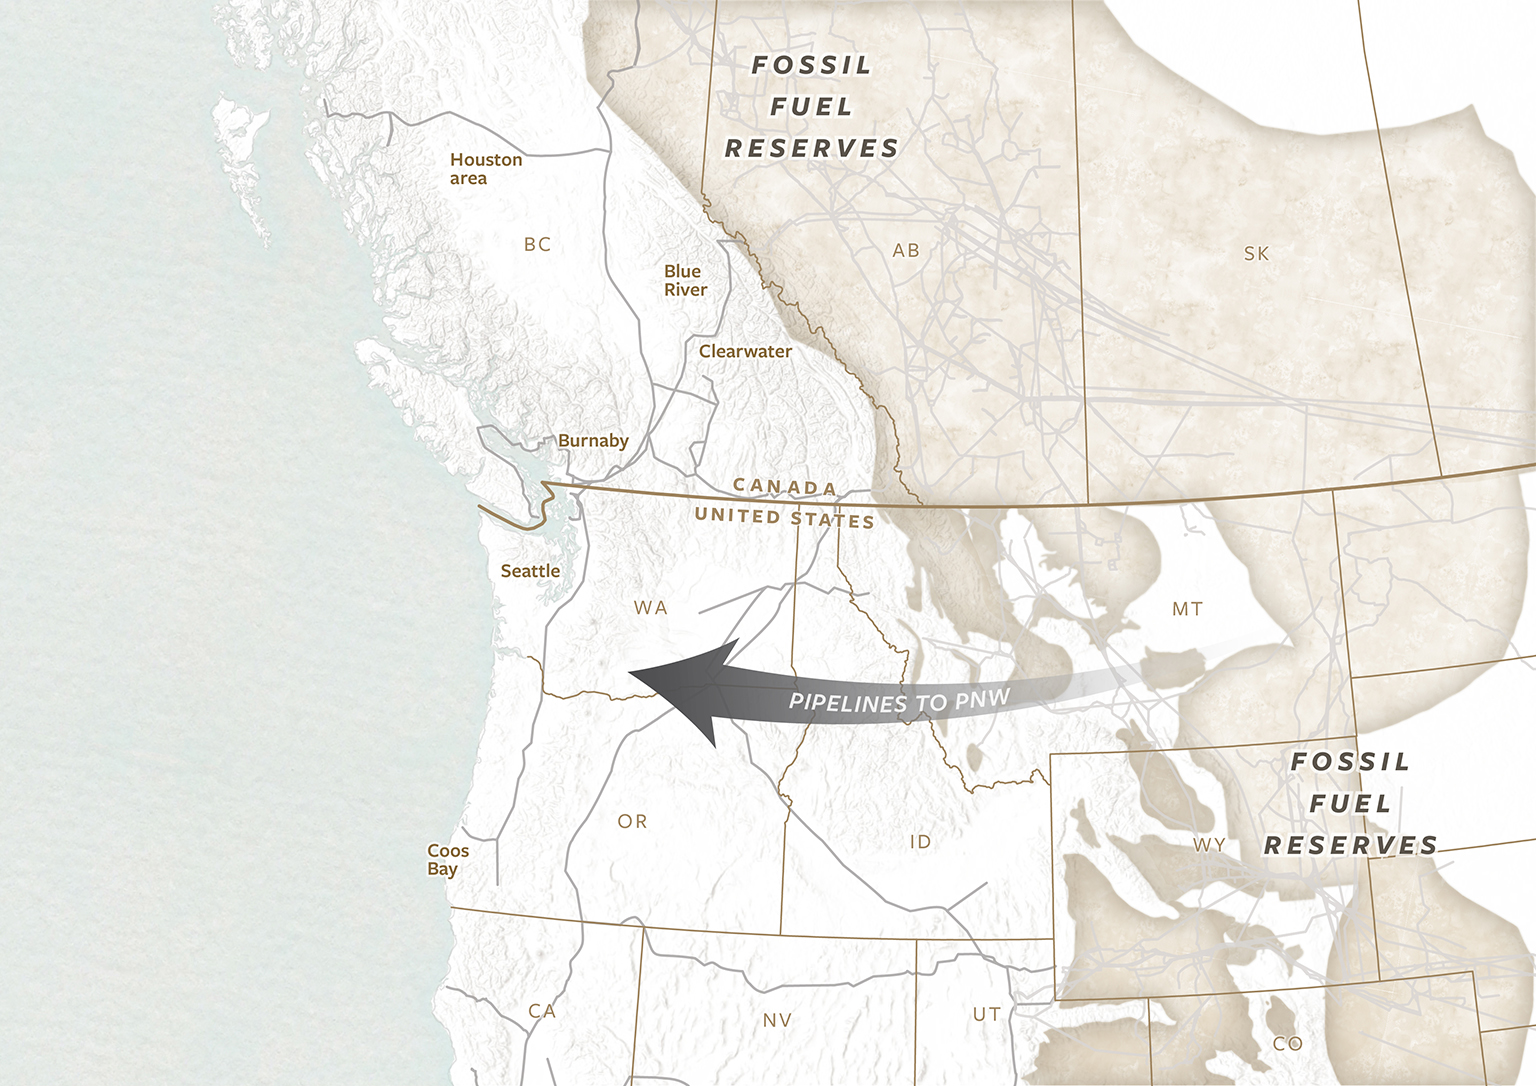 FOSSIL
FUEL
RESERVES
Houston
area
BC
AB
SK
Blue
River
Clearwater
Burnaby
CANADA
UNITED STATES
Seattle
WA
MT
PIPELINES TO PNW
FOSSIL
FUEL
RESERVES
OR
ID
WY
Coos
Bay
CA
NV
UT
CO